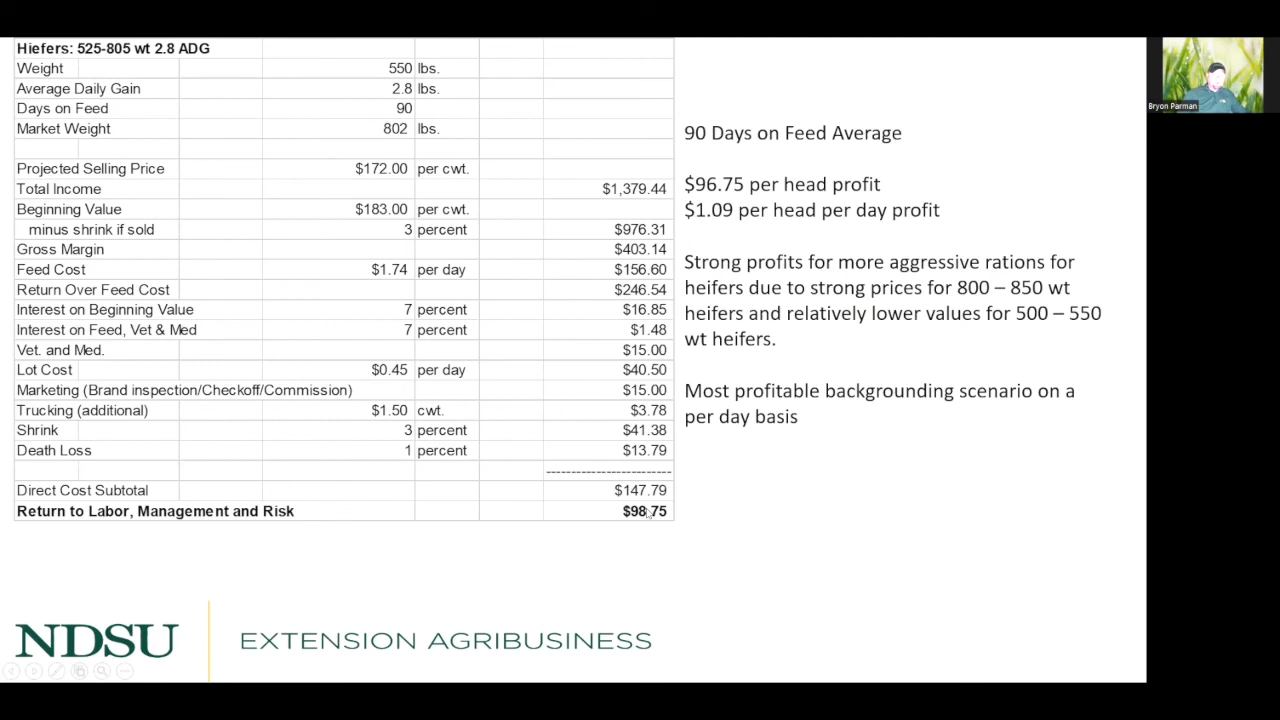 Hiefers: 525-805 wt 2.8 ADG
Weight 550 lbs.
Average Daily Gain 2.8 lbs.
Days on Feed 90
Market Weight 802 lbs.
Projected Selling Price $172.00 per cwt.
Total Income $1,379.44
Beginning Value $183.00 per cwt.
minus shrink if sold 3 percent $976.31
Gross Margin $403.14
Feed Cost $1.74 per day $156.60
Return Over Feed Cost $246.54
Interest on Beginning Value 7 percent $16.85
Interest on Feed, Vet & Med 7 percent $1.48
Vet. and Med. $15.00
Lot Cost $0.45 per day $40.50
Marketing (Brand inspection/Checkoff/Commission) $15.00
Trucking (additional) $1.50 cwt. $3.78
Shrink 3 percent $41.38
Death Loss 1 percent $13.79
-------------------------
Direct Cost Subtotal $147.79
Return to Labor, Management and Risk $98.75
90 Days on Feed Average
$96.75 per head profit
$1.09 per head per day profit
Strong profits for more aggressive rations for
heifers due to strong prices for 800 – 850 wt
heifers and relatively lower values for 500 – 550
wt heifers.
Most profitable backgrounding scenario on a
per day basis
Bryon Parman
NDSU EXTENSION AGRIBUSINESS